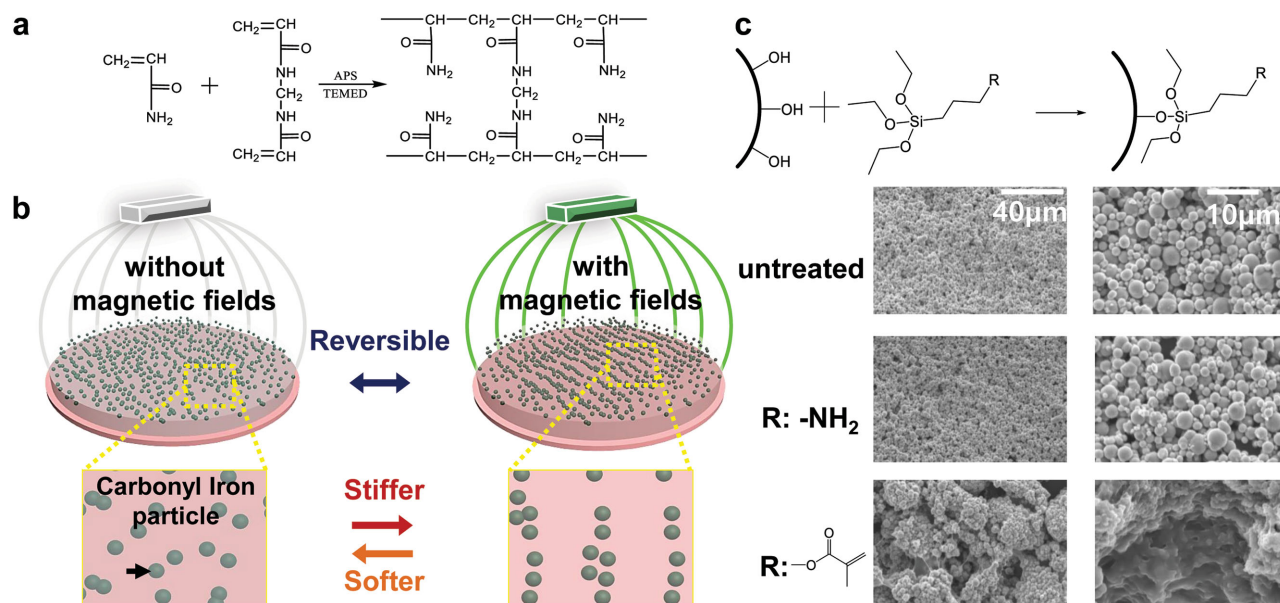 a
CH₂
CH
O
NH₂
+
CH₂
CH
O
NH
CH₂
NH
O
CH₂
CH
APS
TEMED
CH
CH₂
CH
CH₂
CH
O
O
O
NH₂
NH
NH₂
CH₂
NH₂
NH
NH₂
O
O
O
CH
CH₂
CH
CH₂
CH
b
without
magnetic fields
Reversible
with
magnetic fields
Carbonyl Iron
particle
Stiffer
Softer
c
OH
OH
OH
+
O
O
Si
O
R
O
O
Si
O
R
40μm
10μm
untreated
R: -NH₂
R:
O
O